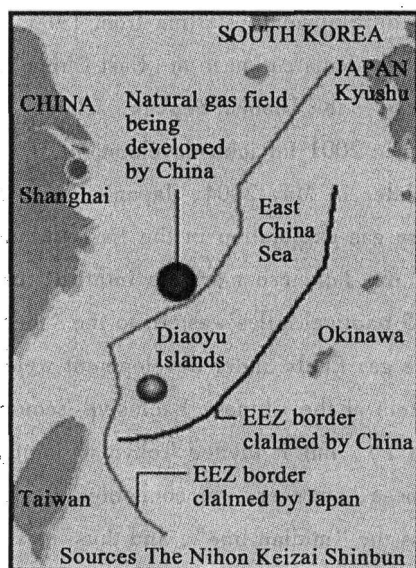 SOUTH KOREA
JAPAN
Kyushu
CHINA
Natural gas field
being
developed
by China
Shanghai
East
China
Sea
Diaoyu
Islands
Okinawa
EEZ border
clalmed by China
EEZ border
clalmed by Japan
Taiwan
Sources The Nihon Keizai Shinbun